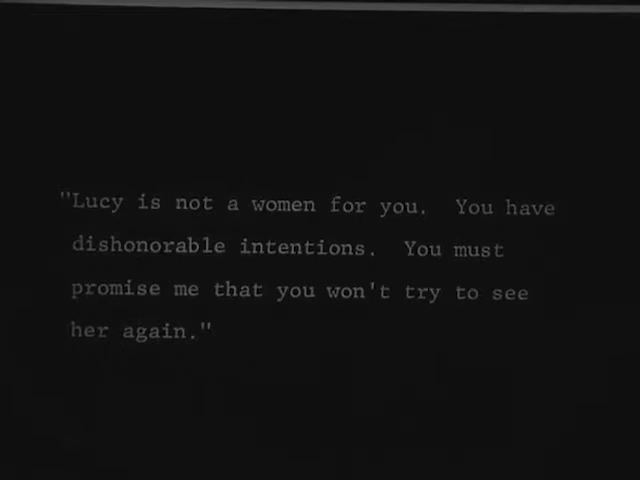 "Lucy is not a women for you.  You have
dishonorable intentions.  You must
promise me that you won't try to see
her again."